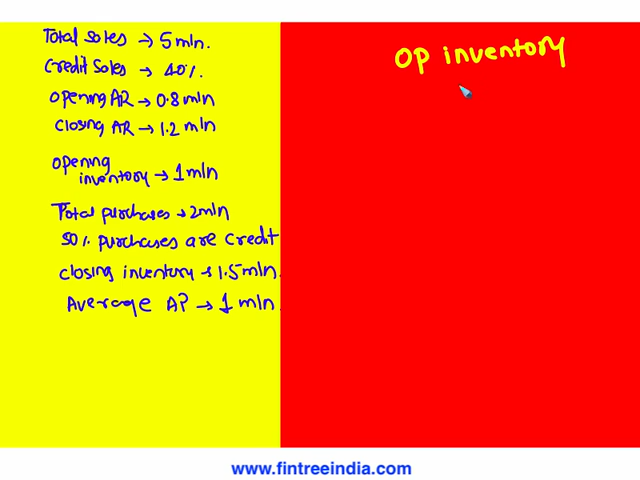 Total sales → 5 mln.
Credit Sales → 40%.
Opening AR → 0.8 mln
Closing AR → 1.2 mln
Opening
inventory → 1 mln
Total purchases → 2 mln
50% purchases are credit
closing inventory → 1.5 mln.
Average AP → 1 mln.
OP inventory
www.fintreeindia.com